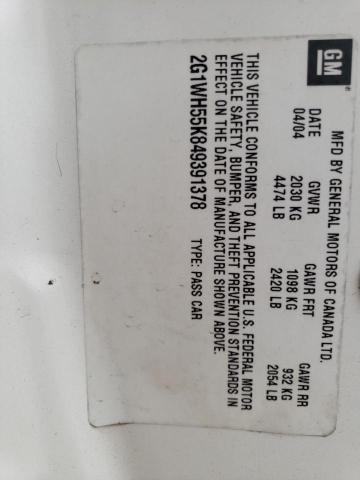 GM
MFD BY GENERAL MOTORS OF CANADA LTD.
DATE GVWR GAWR FRT GAWR RR
04/04 2030 KG 1098 KG 932 KG
4474 LB 2420 LB 2054 LB
THIS VEHICLE CONFORMS TO ALL APPLICABLE U.S. FEDERAL MOTOR
VEHICLE SAFETY, BUMPER, AND THEFT PREVENTION STANDARDS IN
EFFECT ON THE DATE OF MANUFACTURE SHOWN ABOVE.
2G1WH55K849391378 TYPE: PASS CAR